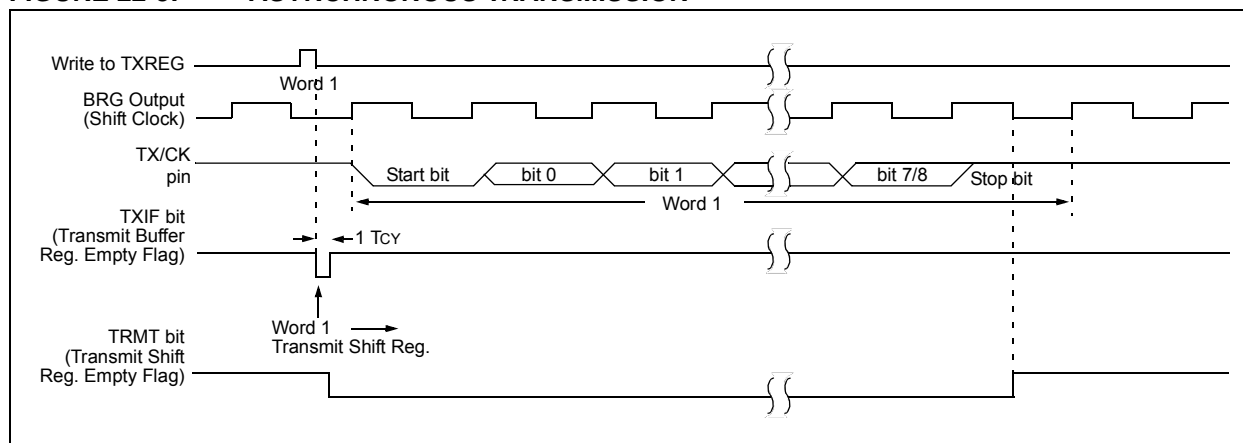 Write to TXREG
Word 1
BRG Output
(Shift Clock)
TX/CK
pin
Start bit
bit 0
bit 1
bit 7/8
Stop bit
Word 1
TXIF bit
(Transmit Buffer
Reg. Empty Flag)
1 TCY
Word 1
Transmit Shift Reg.
TRMT bit
(Transmit Shift
Reg. Empty Flag)